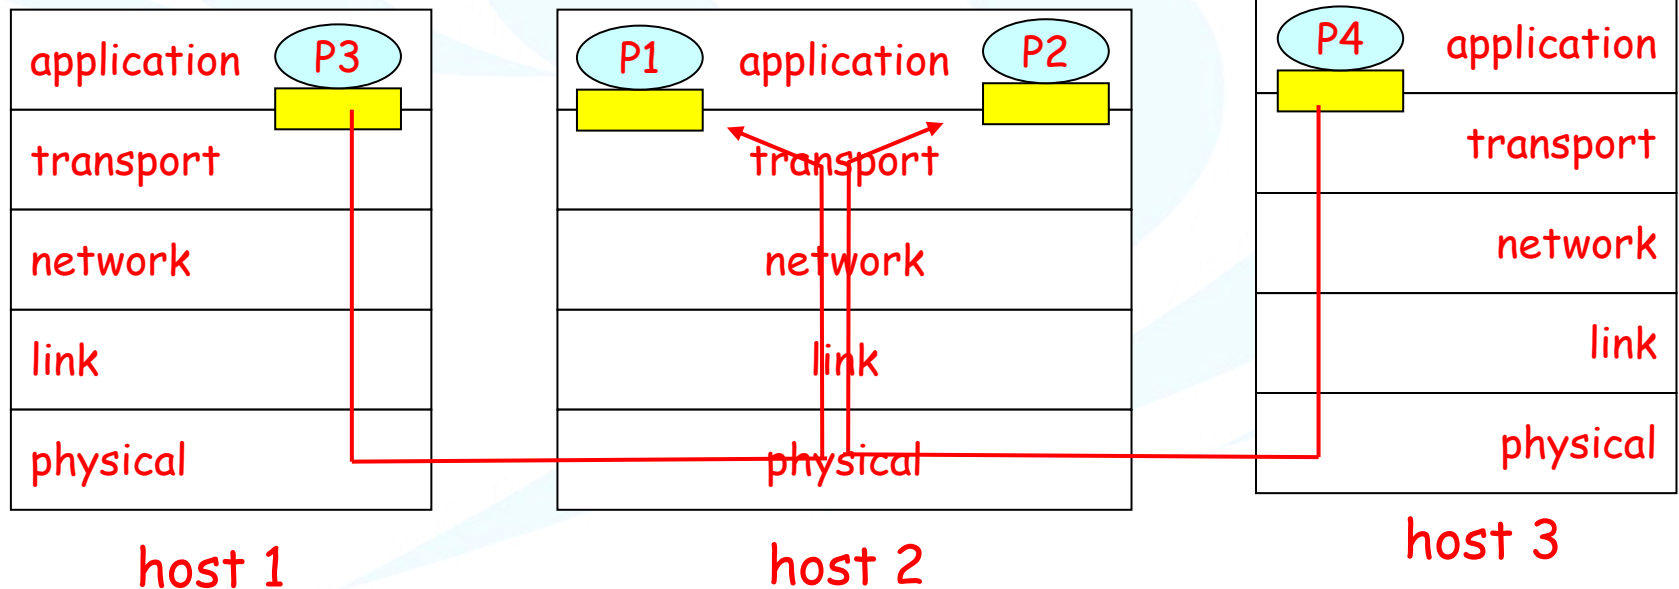 application P3
transport
network
link
physical
host 1
P1 application P2
transport
network
link
physical
host 2
P4 application
transport
network
link
physical
host 3